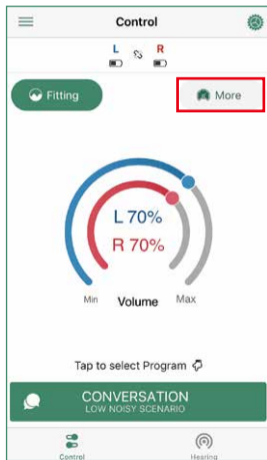 Control
L R
Fitting More
L 70%
R 70%
Min Volume Max
Tap to select Program
CONVERSATION
LOW NOISY SCENARIO
Control Hearing